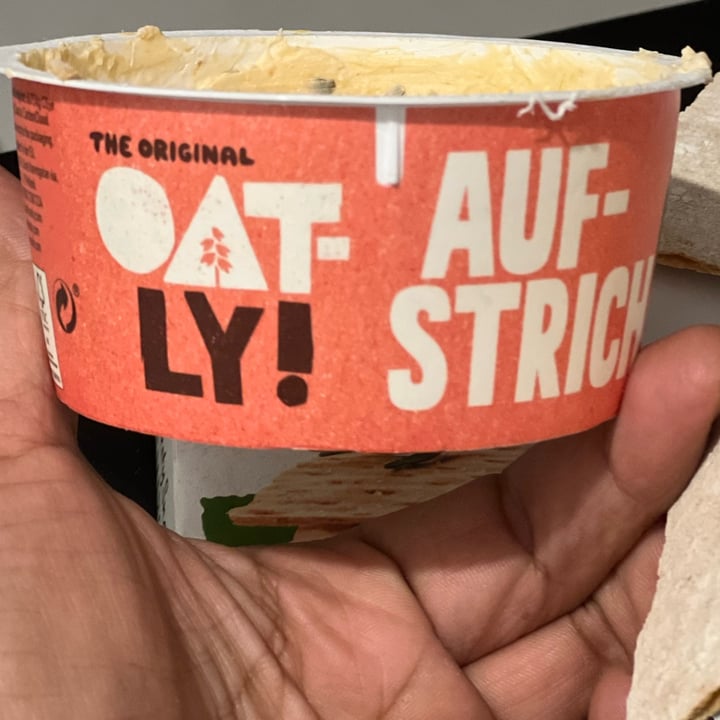 THE ORIGINAL
OAT-
LY!
AUF-
STRICH